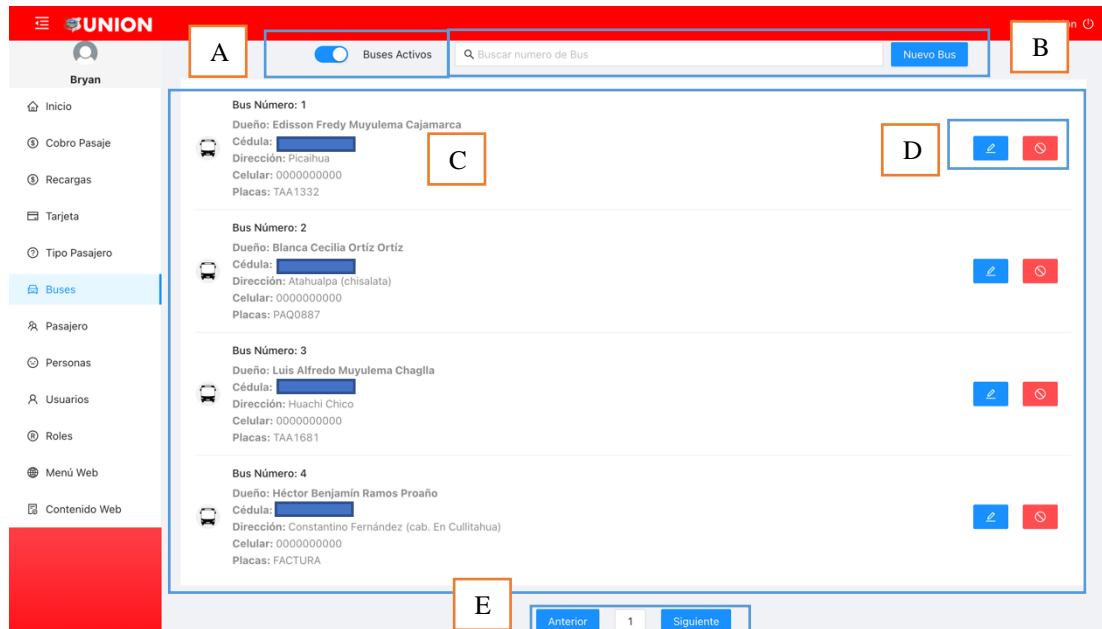 UNION
n
A
Buses Activos
Buscar numero de Bus
Nuevo Bus
B
Bryan
Inicio
Cobro Pasaje
Recargas
Tarjeta
Tipo Pasajero
Buses
Pasajero
Personas
Usuarios
Roles
Menú Web
Contenido Web
Bus Número: 1
Dueño: Edisson Fredy Muyulema Cajamarca
Cédula:
Dirección: Picaihua
Celular: 0000000000
Placas: TAA1332
C
D
Bus Número: 2
Dueño: Blanca Cecilia Ortíz Ortíz
Cédula:
Dirección: Atahualpa (chisalata)
Celular: 0000000000
Placas: PAQ0887
Bus Número: 3
Dueño: Luis Alfredo Muyulema Chaglla
Cédula:
Dirección: Huachi Chico
Celular: 0000000000
Placas: TAA1681
Bus Número: 4
Dueño: Héctor Benjamín Ramos Proaño
Cédula:
Dirección: Constantino Fernández (cab. En Cullitahua)
Celular: 0000000000
Placas: FACTURA
E
Anterior 1 Siguiente